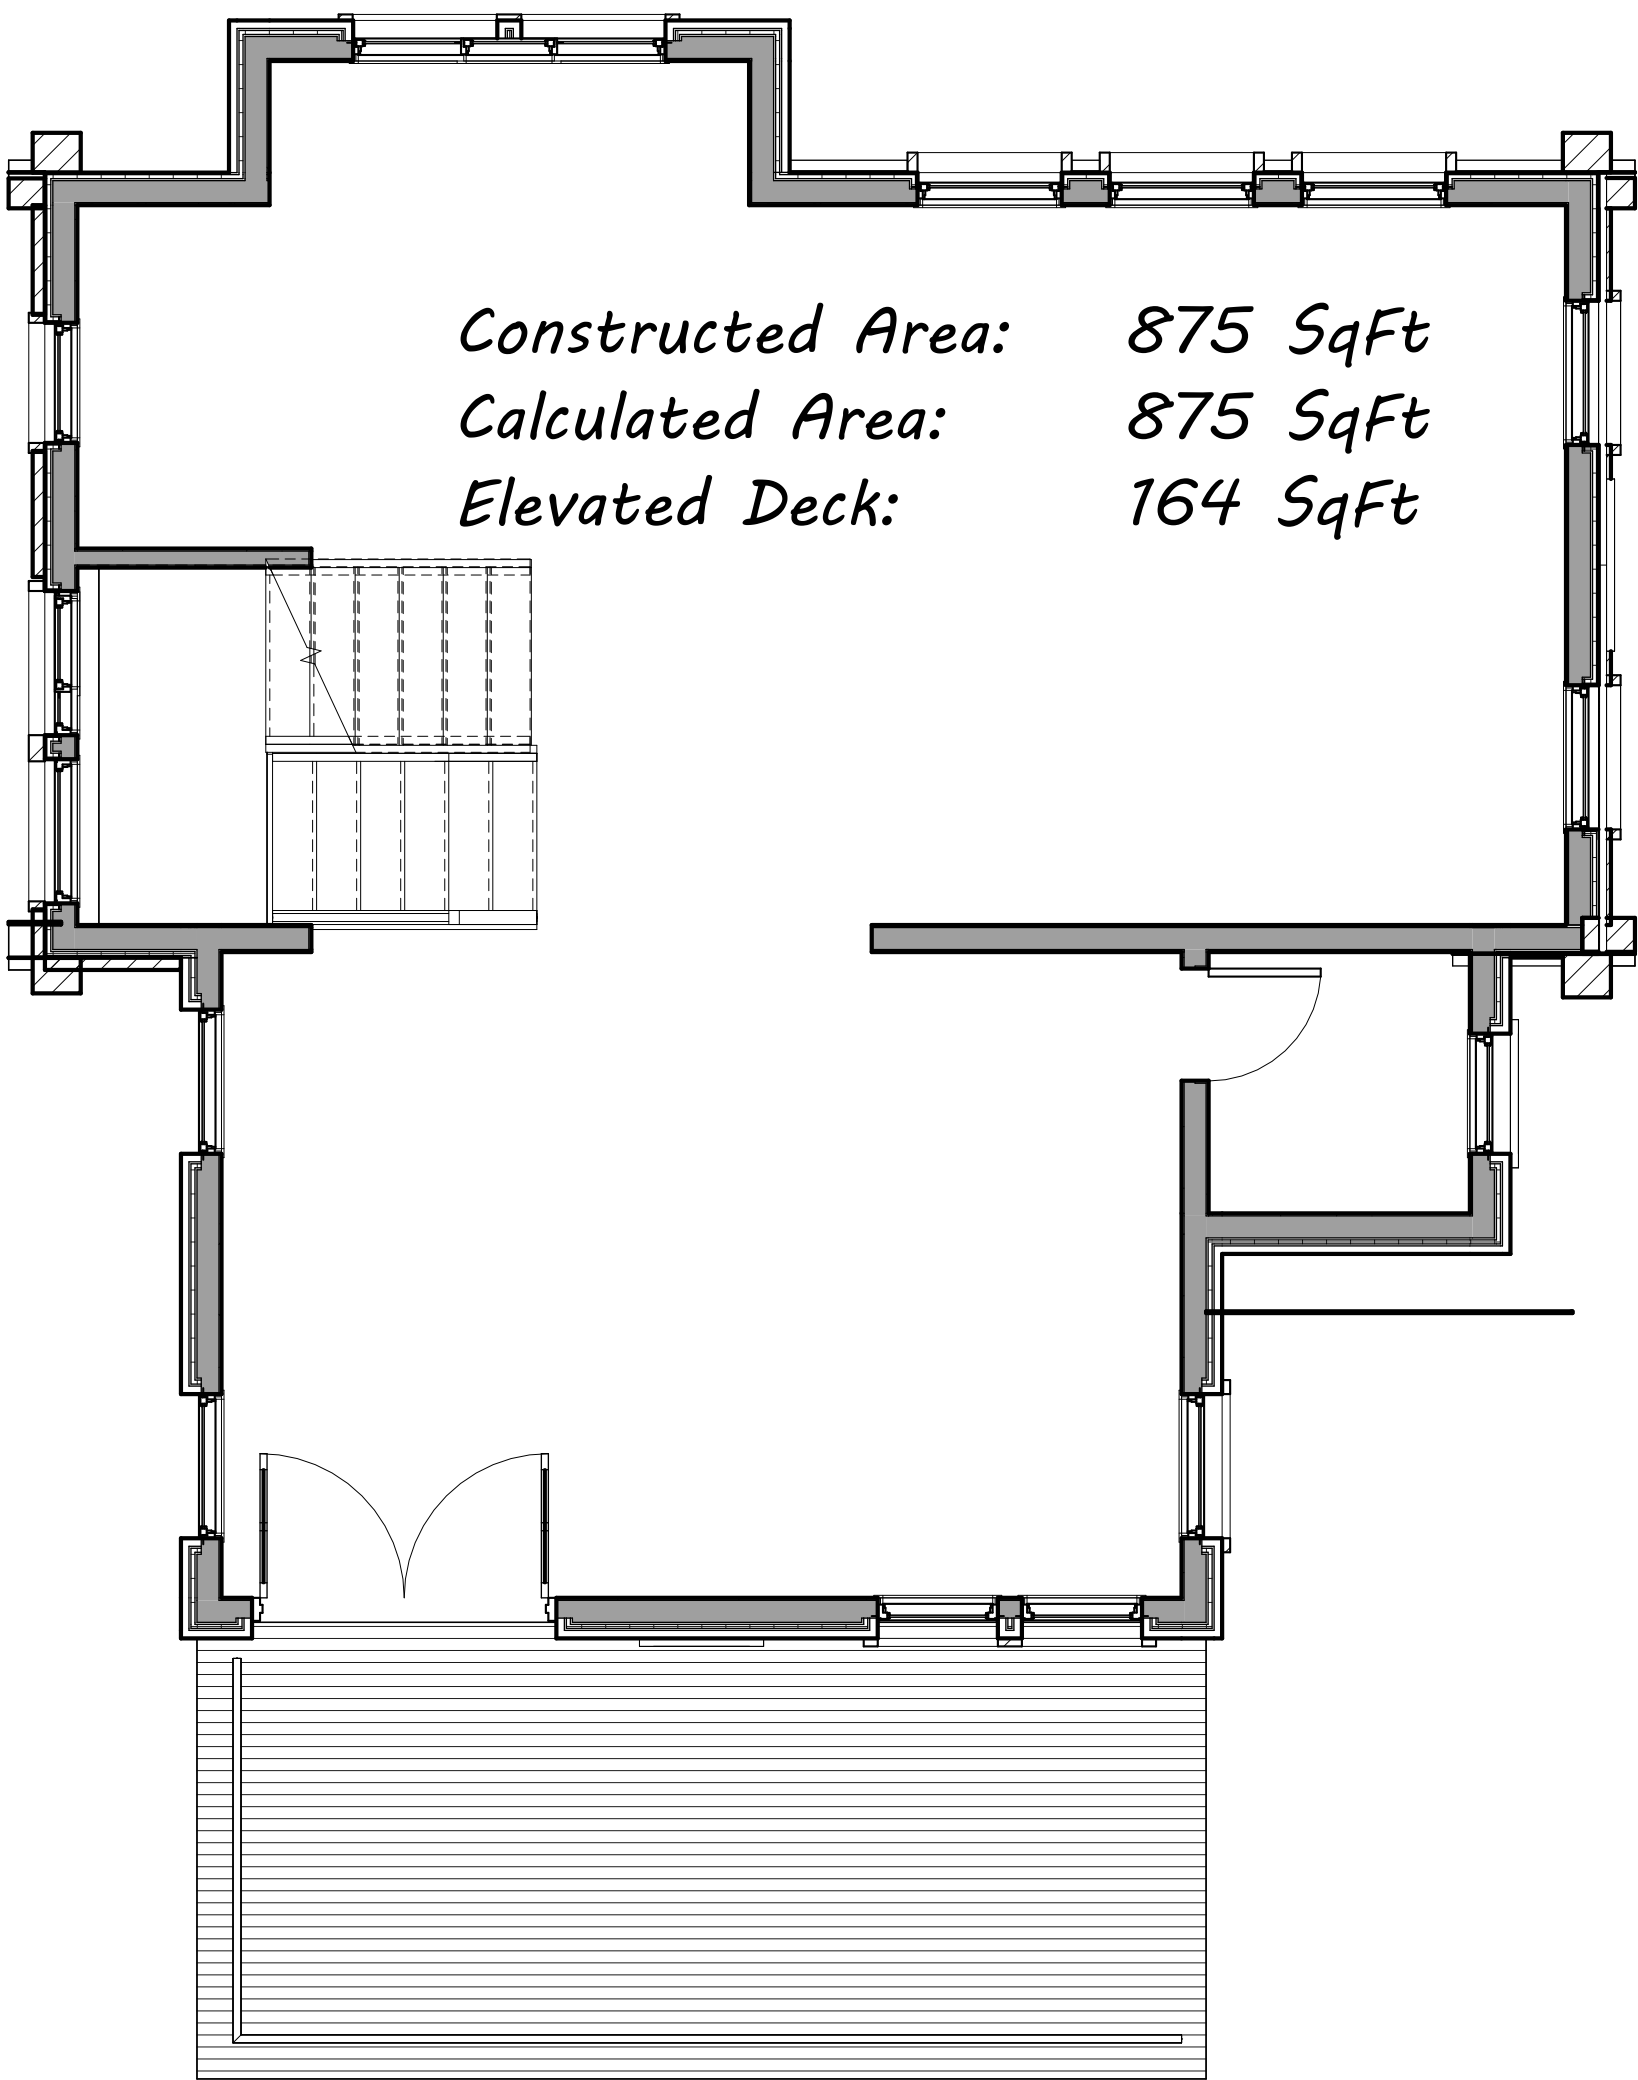 Constructed Area: 875 SqFt
Calculated Area: 875 SqFt
Elevated Deck: 164 SqFt